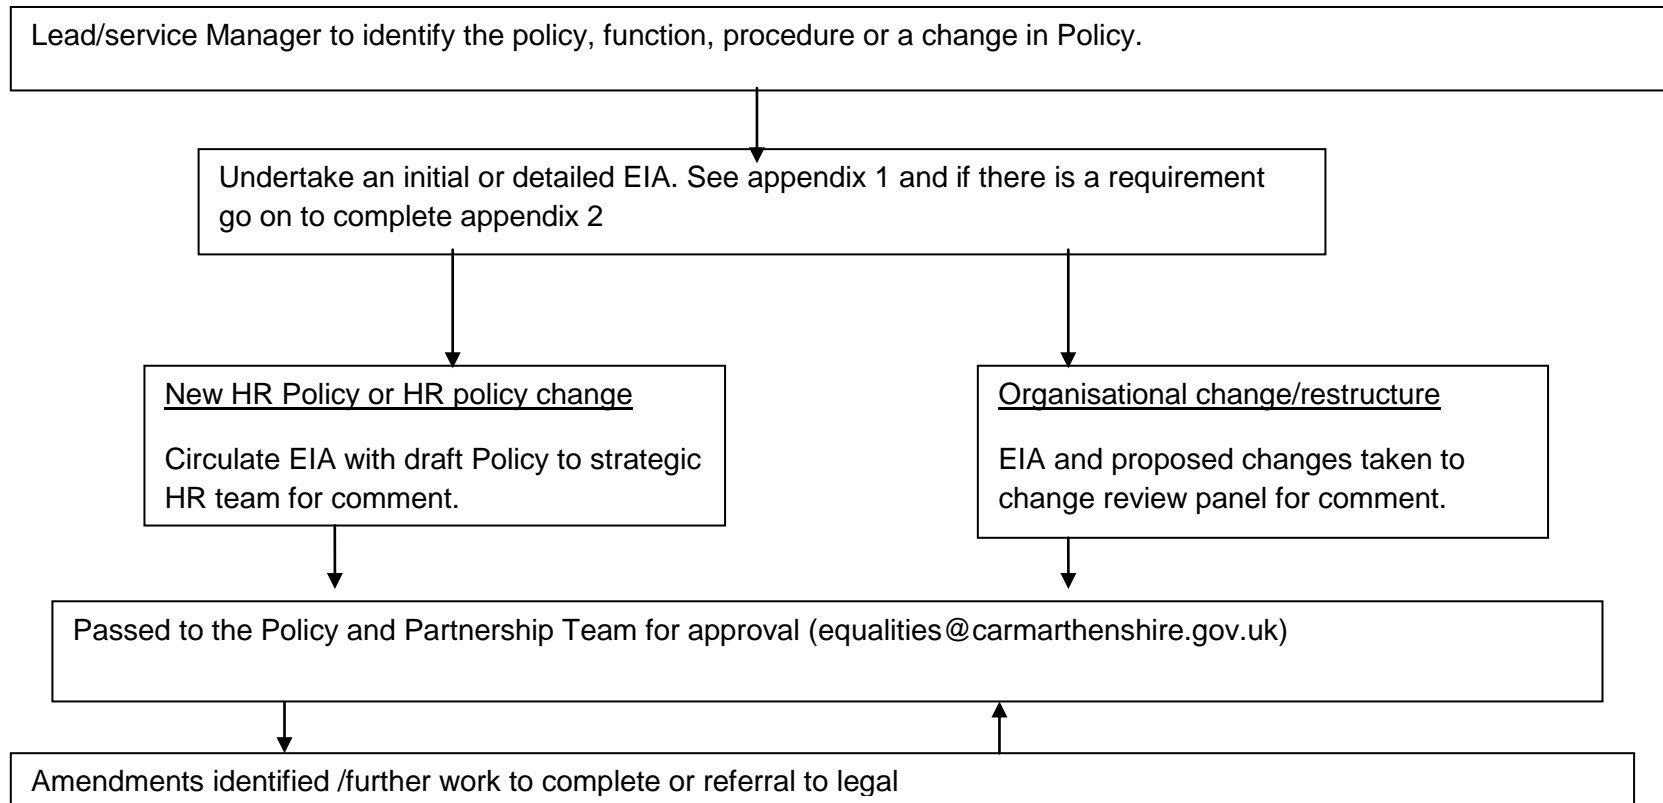 Lead/service Manager to identify the policy, function, procedure or a change in Policy.
Undertake an initial or detailed EIA. See appendix 1 and if there is a requirement
go on to complete appendix 2
New HR Policy or HR policy change
Circulate EIA with draft Policy to strategic
HR team for comment.
Organisational change/restructure
EIA and proposed changes taken to
change review panel for comment.
Passed to the Policy and Partnership Team for approval (equalities@carmarthenshire.gov.uk)
Amendments identified /further work to complete or referral to legal